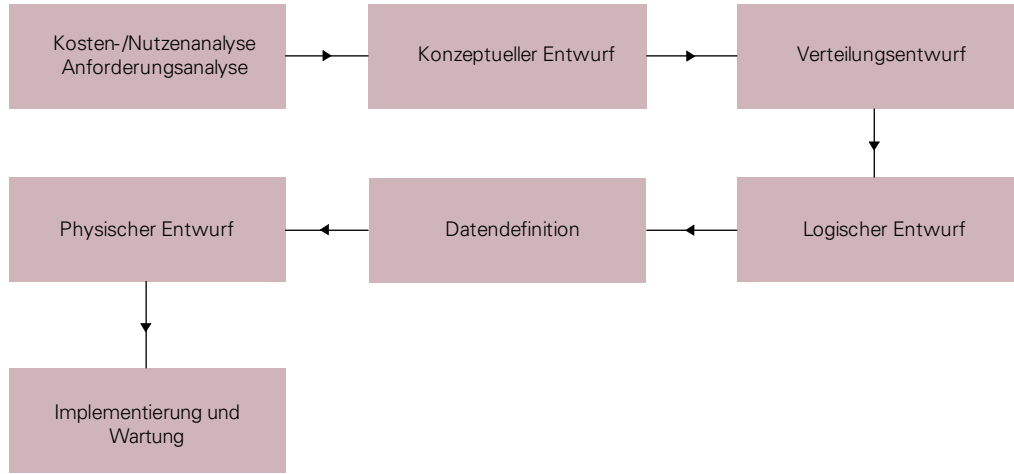 Kosten-/Nutzenanalyse
Anforderungsanalyse
Konzeptueller Entwurf
Verteilungsentwurf
Logischer Entwurf
Datendefinition
Physischer Entwurf
Implementierung und
Wartung